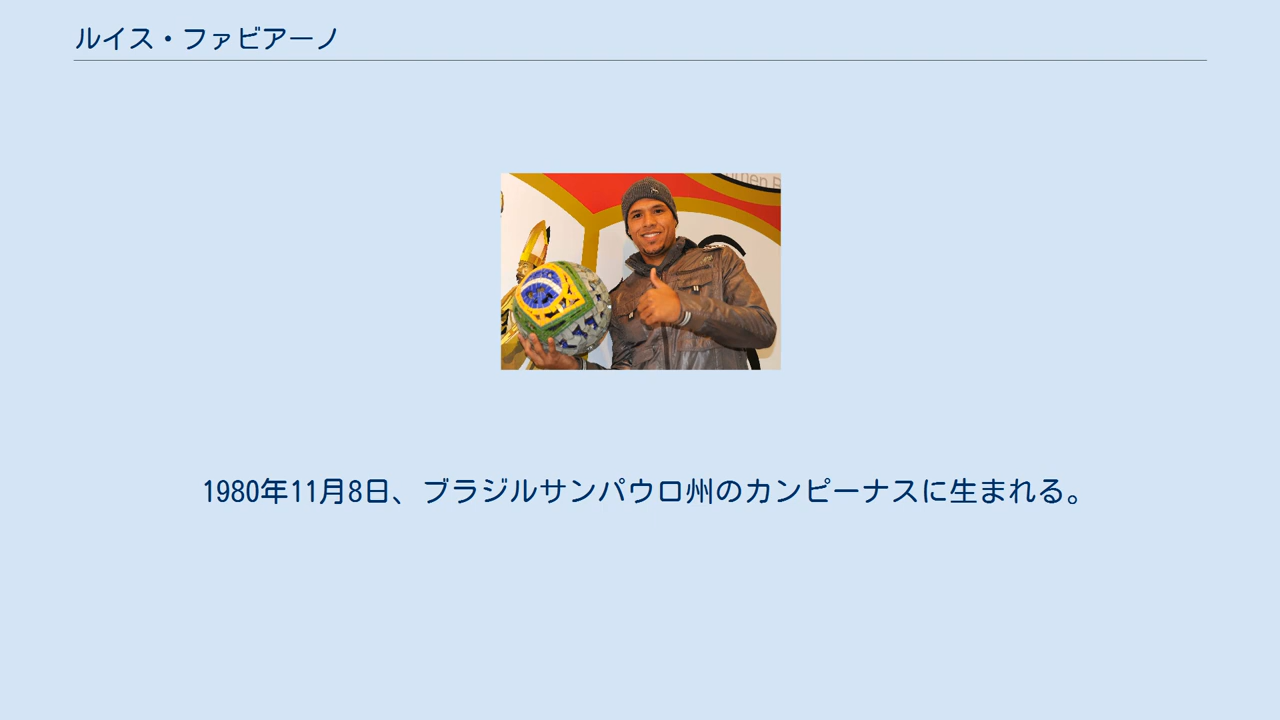 ルイス・ファビアーノ
1980年11月8日、ブラジルサンパウロ州のカンピーナスに生まれる。